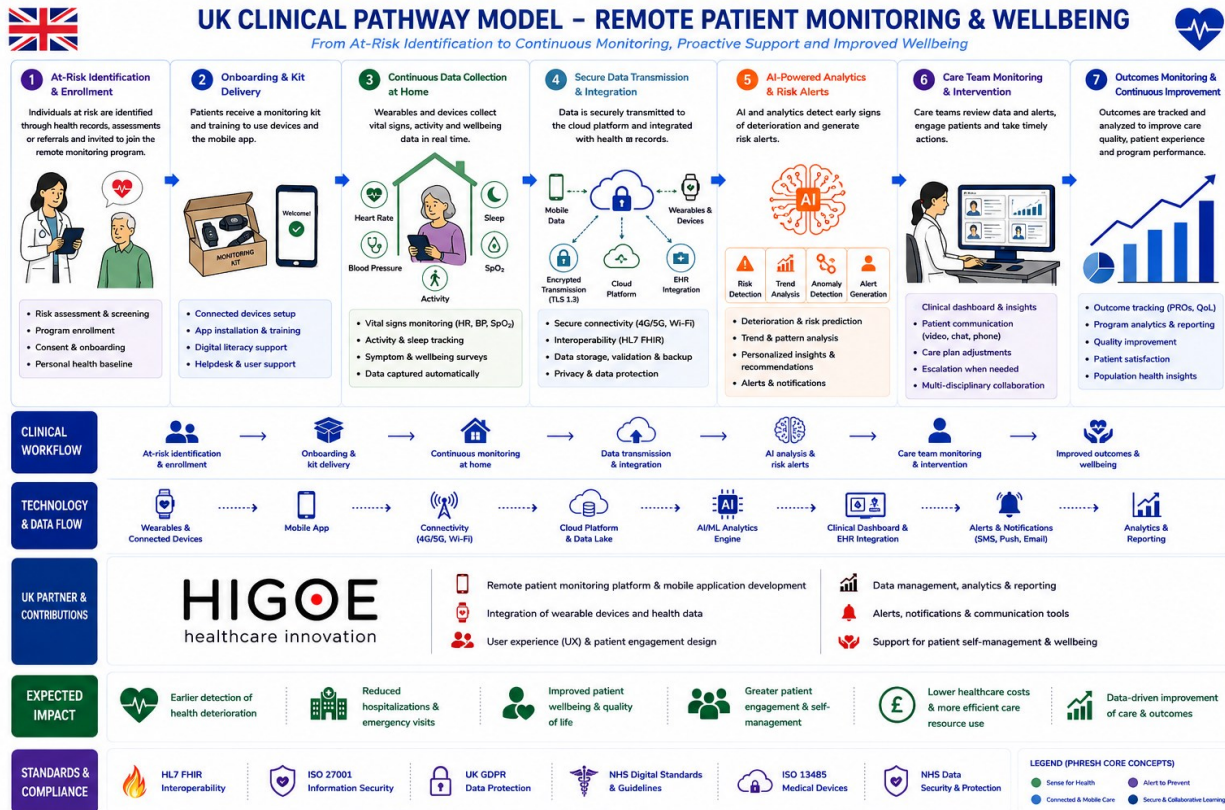 UK CLINICAL PATHWAY MODEL – REMOTE PATIENT MONITORING & WELLBEING
From At-Risk Identification to Continuous Monitoring, Proactive Support and Improved Wellbeing
1
At-Risk Identification
& Enrollment
Individuals at risk are identified
through health records, assessments
or referrals and invited to join the
remote monitoring program.
• Risk assessment & screening
• Program enrollment
• Consent & onboarding
• Personal health baseline
2
Onboarding & Kit
Delivery
Patients receive a monitoring kit
and training to use devices and
the mobile app.
MONITORING
KIT
Welcome!
• Connected devices setup
• App installation & training
• Digital literacy support
• Helpdesk & user support
3
Continuous Data Collection
at Home
Wearables and devices collect
vital signs, activity and wellbeing
data in real time.
Heart Rate
Sleep
Blood Pressure
SpO₂
Activity
• Vital signs monitoring (HR, BP, SpO₂)
• Activity & sleep tracking
• Symptom & wellbeing surveys
• Data captured automatically
4
Secure Data Transmission
& Integration
Data is securely transmitted to
the cloud platform and integrated
with health records.
Mobile
Data
Wearables &
Devices
Encrypted
Transmission
(TLS 1.3)
Cloud
Platform
EHR
Integration
• Secure connectivity (4G/5G, Wi-Fi)
• Interoperability (HL7 FHIR)
• Data storage, validation & backup
• Privacy & data protection
5
AI-Powered Analytics
& Risk Alerts
AI and analytics detect early signs
of deterioration and generate
risk alerts.
AI
Risk
Detection
Trend
Analysis
Anomaly
Detection
Alert
Generation
• Deterioration & risk prediction
• Trend & pattern analysis
• Personalized insights &
recommendations
• Alerts & notifications
6
Care Team Monitoring
& Intervention
Care teams review data and alerts,
engage patients and take timely
actions.
Clinical dashboard & insights
• Patient communication
(video, chat, phone)
• Care plan adjustments
• Escalation when needed
• Multi-disciplinary collaboration
7
Outcomes Monitoring &
Continuous Improvement
Outcomes are tracked and
analyzed to improve care
quality, patient experience
and program performance.
• Outcome tracking (PROs, QoL)
• Program analytics & reporting
• Quality improvement
• Patient satisfaction
• Population health insights
CLINICAL
WORKFLOW
At-risk identification
& enrollment
Onboarding &
kit delivery
Continuous monitoring
at home
Data transmission
& integration
AI analysis &
risk alerts
Care team monitoring
& intervention
Improved outcomes &
wellbeing
TECHNOLOGY
& DATA FLOW
Wearables &
Connected Devices
Mobile App
Connectivity
(4G/5G, Wi-Fi)
Cloud Platform
& Data Lake
AI
AI/ML Analytics
Engine
Clinical Dashboard &
EHR Integration
Alerts & Notifications
(SMS, Push, Email)
Analytics &
Reporting
UK PARTNER &
CONTRIBUTIONS
HIGOE
healthcare innovation
Remote patient monitoring platform & mobile application development
Integration of wearable devices and health data
User experience (UX) & patient engagement design
Data management, analytics & reporting
Alerts, notifications & communication tools
Support for patient self-management & wellbeing
EXPECTED
IMPACT
Earlier detection of
health deterioration
Reduced
hospitalizations &
emergency visits
Improved patient
wellbeing & quality
of life
Greater patient
engagement & self-
management
£
Lower healthcare costs
& more efficient care
resource use
Data-driven improvement
of care & outcomes
STANDARDS &
COMPLIANCE
HL7 FHIR
Interoperability
ISO 27001
Information Security
UK GDPR
Data Protection
NHS Digital Standards
& Guidelines
ISO 13485
Medical Devices
NHS Data
Security & Protection
LEGEND (PHRESH CORE CONCEPTS)
Sense for Health
Alert to Prevent
Connected & Mobile Care
Secure & Collaborative Learning